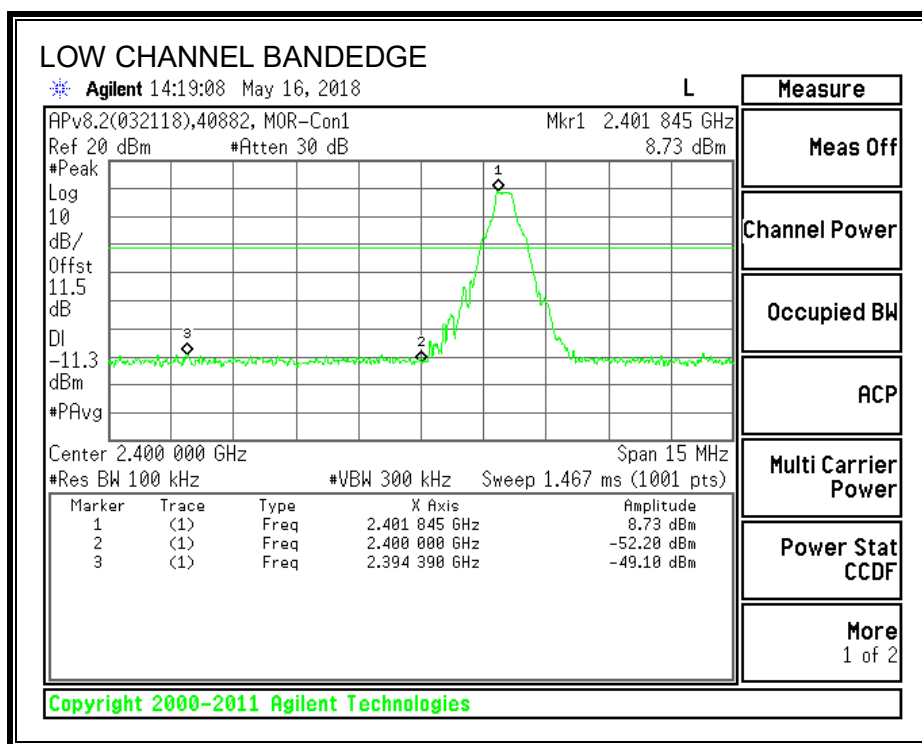 LOW CHANNEL BANDEDGE
Agilent 14:19:08 May 16, 2018 L
APv8.2(032118),40882, MOR-Con1 Mkr1 2.401 845 GHz
Ref 20 dBm #Atten 30 dB 8.73 dBm
#Peak
Log
10
dB/
Offst
11.5
dB
DI
-11.3
dBm
#PAvg
1
2
3
Center 2.400 000 GHz Span 15 MHz
#Res BW 100 kHz #VBW 300 kHz Sweep 1.467 ms (1001 pts)
Marker Trace Type X Axis Amplitude
1 (1) Freq 2.401 845 GHz 8.73 dBm
2 (1) Freq 2.400 000 GHz -52.20 dBm
3 (1) Freq 2.394 390 GHz -49.10 dBm
Measure
Meas Off
Channel Power
Occupied BW
ACP
Multi Carrier
Power
Power Stat
CCDF
More
1 of 2
Copyright 2000-2011 Agilent Technologies